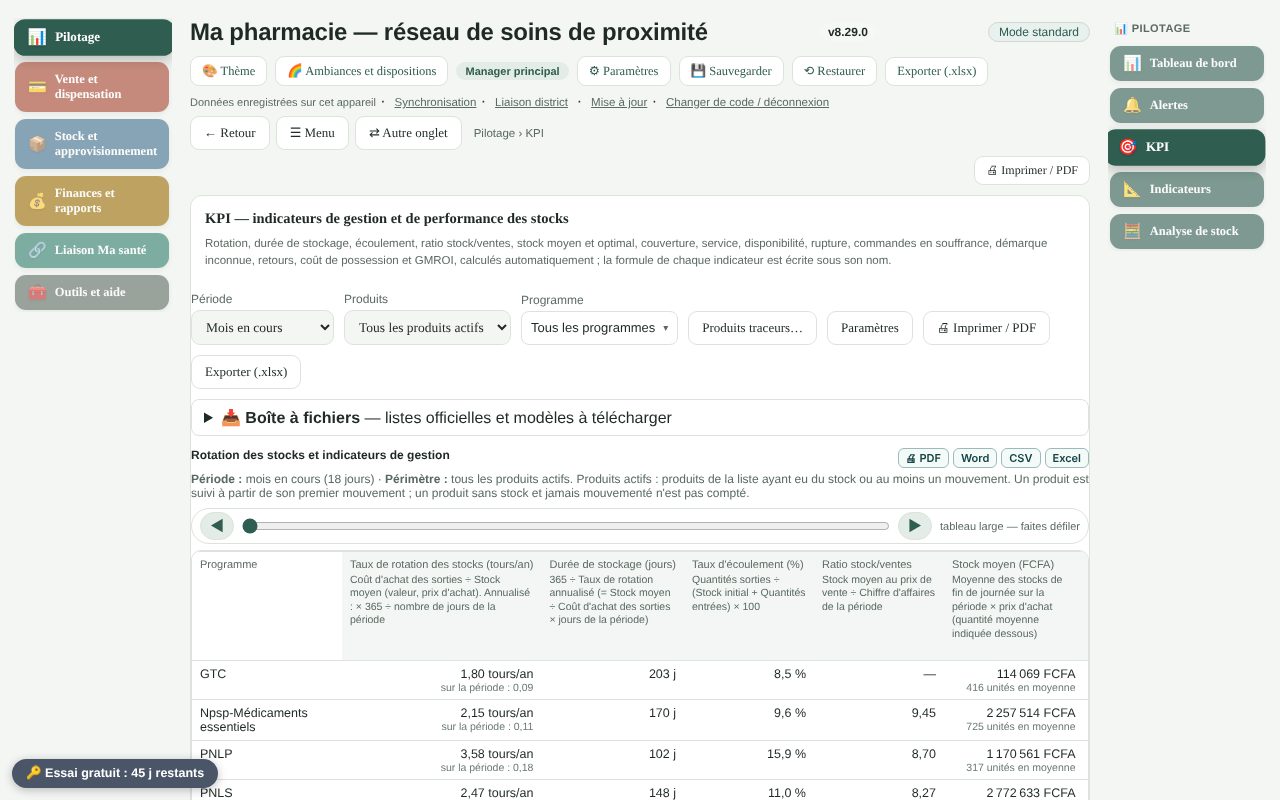 Pilotage
Vente et
dispensation
Stock et
approvisionnement
Finances et
rapports
Liaison Ma santé
Outils et aide
Ma pharmacie — réseau de soins de proximité
v8.29.0
Mode standard
Thème
Ambiances et dispositions
Manager principal
Paramètres
Sauvegarder
Restaurer
Exporter (.xlsx)
Données enregistrées sur cet appareil · Synchronisation · Liaison district · Mise à jour · Changer de code / déconnexion
← Retour
☰ Menu
⇄ Autre onglet
Pilotage › KPI
Imprimer / PDF
KPI — indicateurs de gestion et de performance des stocks
Rotation, durée de stockage, écoulement, ratio stock/ventes, stock moyen et optimal, couverture, service, disponibilité, rupture, commandes en souffrance, démarque
inconnue, retours, coût de possession et GMROI, calculés automatiquement ; la formule de chaque indicateur est écrite sous son nom.
Période
Produits
Programme
Mois en cours
Tous les produits actifs
Tous les programmes
Produits traceurs…
Paramètres
Imprimer / PDF
Exporter (.xlsx)
Boîte à fichiers — listes officielles et modèles à télécharger
Rotation des stocks et indicateurs de gestion
PDF
Word
CSV
Excel
Période : mois en cours (18 jours) · Périmètre : tous les produits actifs. Produits actifs : produits de la liste ayant eu du stock ou au moins un mouvement. Un produit est
suivi à partir de son premier mouvement ; un produit sans stock et jamais mouvementé n'est pas compté.
tableau large — faites défiler
Programme
Taux de rotation des stocks (tours/an)
Coût d'achat des sorties ÷ Stock
moyen (valeur, prix d'achat). Annualisé
: × 365 ÷ nombre de jours de la
période
Durée de stockage (jours)
365 ÷ Taux de rotation
annualisé (= Stock moyen
÷ Coût d'achat des sorties
× jours de la période)
Taux d'écoulement (%)
Quantités sorties ÷
(Stock initial + Quantités
entrées) × 100
Ratio stock/ventes
Stock moyen au prix de
vente ÷ Chiffre d'affaires
de la période
Stock moyen (FCFA)
Moyenne des stocks de
fin de journée sur la
période × prix d'achat
(quantité moyenne
indiquée dessous)
GTC
1,80 tours/an
sur la période : 0,09
203 j
8,5 %
—
114 069 FCFA
416 unités en moyenne
Npsp-Médicaments
essentiels
2,15 tours/an
sur la période : 0,11
170 j
9,6 %
9,45
2 257 514 FCFA
725 unités en moyenne
PNLP
3,58 tours/an
sur la période : 0,18
102 j
15,9 %
8,70
1 170 561 FCFA
317 unités en moyenne
PNLS
2,47 tours/an
148 j
11,0 %
8,27
2 772 633 FCFA
Essai gratuit : 45 j restants
PILOTAGE
Tableau de bord
Alertes
KPI
Indicateurs
Analyse de stock